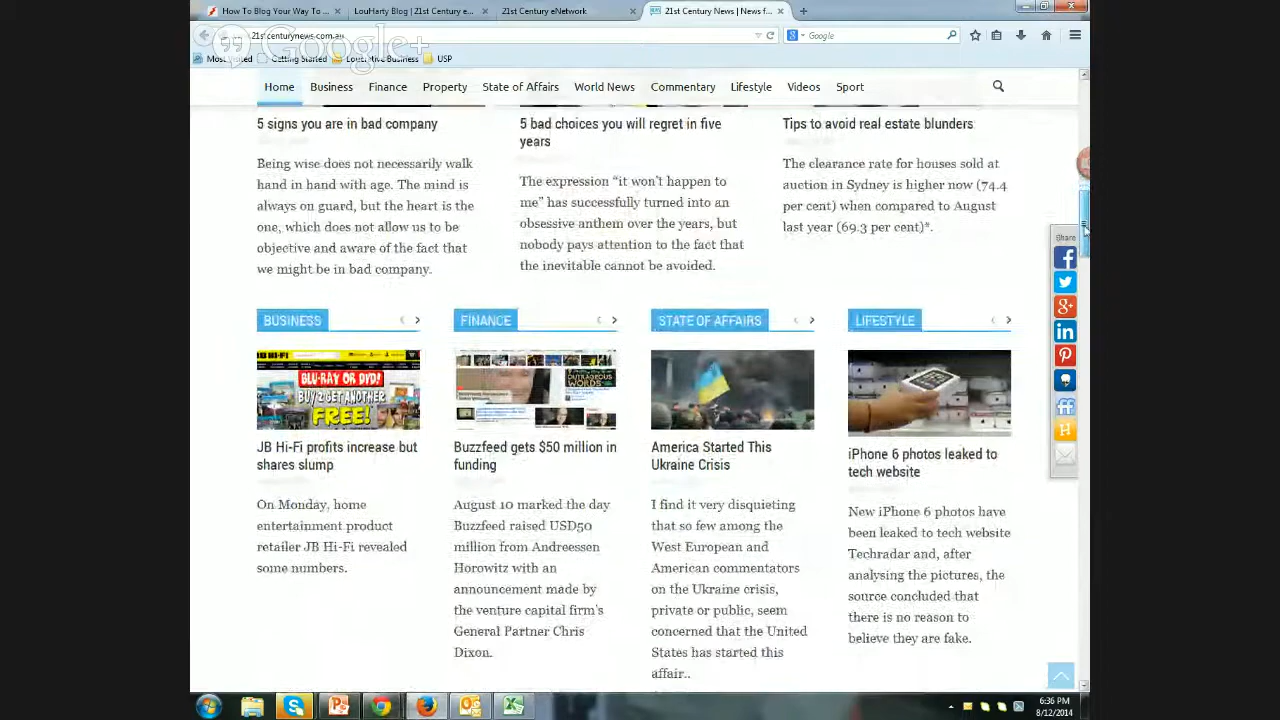 How To Blog Your Way To ...
LouHarty Blog | 21st Century e...
21st Century eNetwork
21st Century News | News f...
21stcenturynews.com.au
Google
Google+
Most Visited
Getting Started
USP
Home Business Finance Property State of Affairs World News Commentary Lifestyle Videos Sport
5 signs you are in bad company
Being wise does not necessarily walk
hand in hand with age. The mind is
always on guard, but the heart is the
one, which does not allow us to be
objective and aware of the fact that
we might be in bad company.
5 bad choices you will regret in five
years
The expression “it won’t happen to
me” has successfully turned into an
obsessive anthem over the years, but
nobody pays attention to the fact that
the inevitable cannot be avoided.
Tips to avoid real estate blunders
The clearance rate for houses sold at
auction in Sydney is higher now (74.4
per cent) when compared to August
last year (69.3 per cent)*.
Share
BUSINESS
BLU-RAY OR DVD!
BUY 2 GET ANOTHER
FREE!
JB Hi-Fi profits increase but
shares slump
On Monday, home
entertainment product
retailer JB Hi-Fi revealed
some numbers.
FINANCE
OUTRAGEOUS
WORDS
Buzzfeed gets $50 million in
funding
August 10 marked the day
Buzzfeed raised USD50
million from Andreessen
Horowitz with an
announcement made by
the venture capital firm’s
General Partner Chris
Dixon.
STATE OF AFFAIRS
America Started This
Ukraine Crisis
I find it very disquieting
that so few among the
West European and
American commentators
on the Ukraine crisis,
private or public, seem
concerned that the United
States has started this
affair..
LIFESTYLE
iPhone 6 photos leaked to
tech website
New iPhone 6 photos have
been leaked to tech website
Techradar and, after
analysing the pictures, the
source concluded that
there is no reason to
believe they are fake.
6:36 PM
8/12/2014